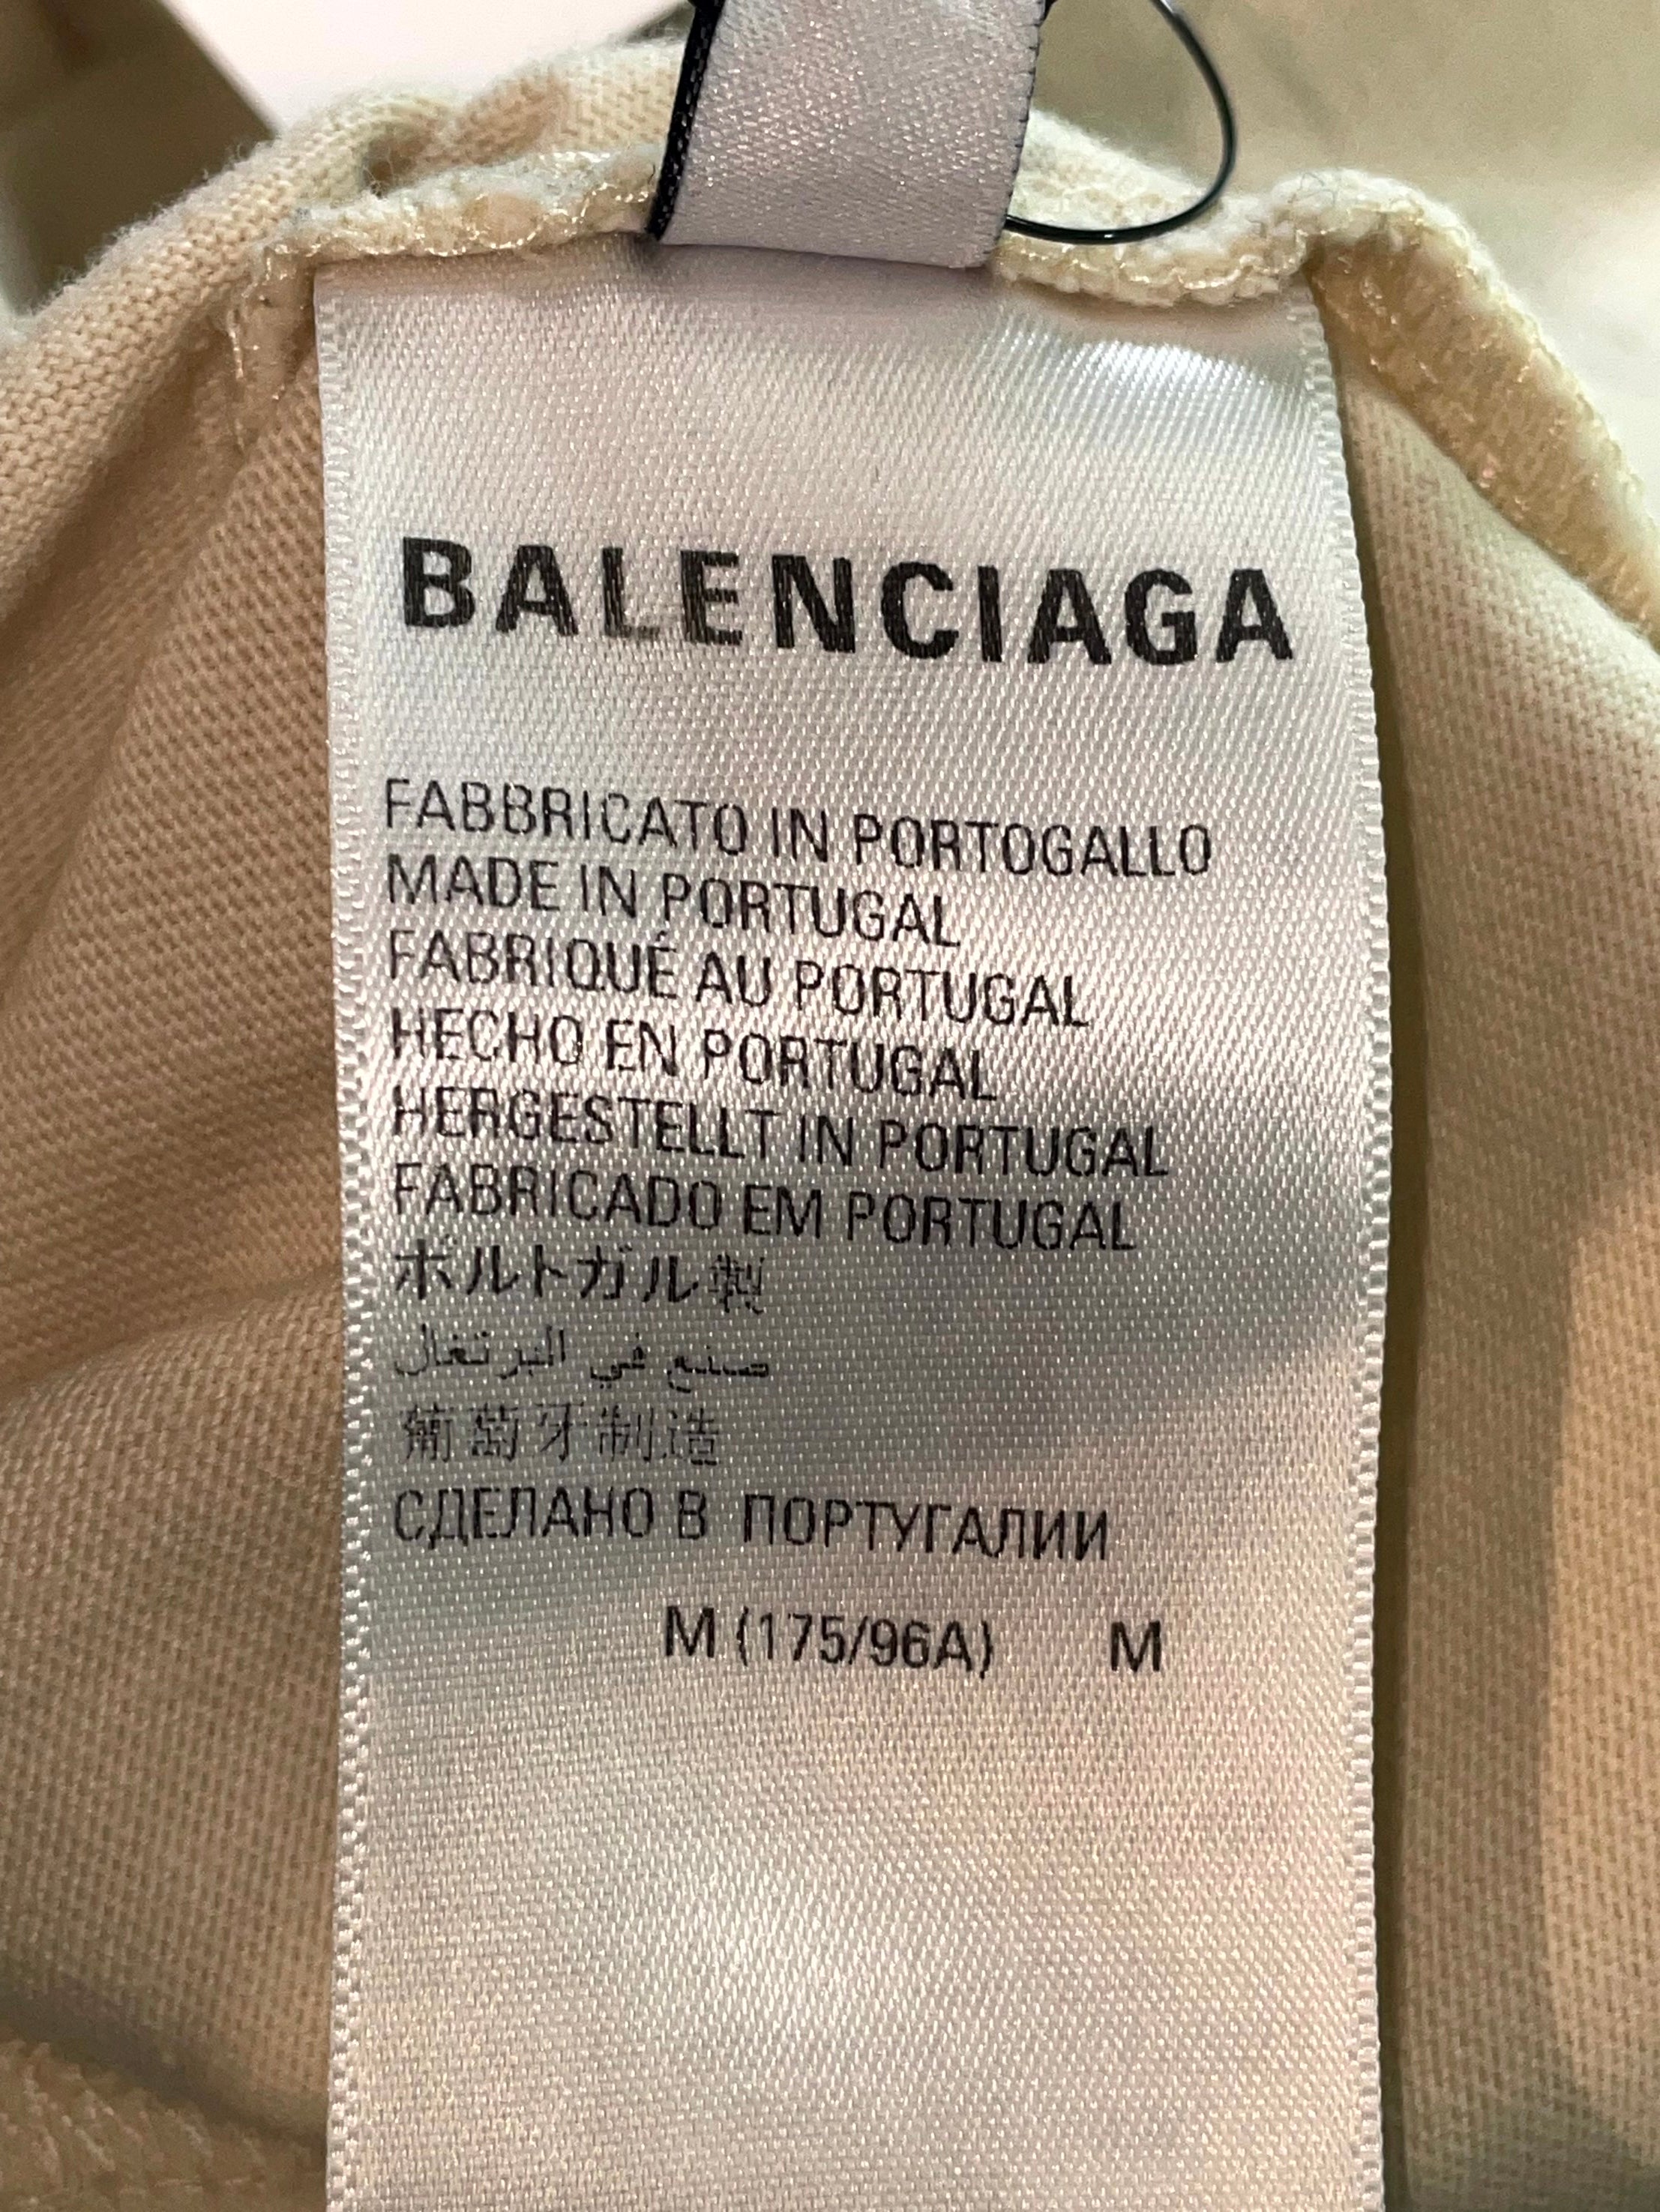 BALENCIAGA
FABBRICATO IN PORTOGALLO
MADE IN PORTUGAL
FABRIQUÉ AU PORTUGAL
HECHO EN PORTUGAL
HERGESTELLT IN PORTUGAL
FABRICADO EM PORTUGAL
ポルトガル製
صنع في البرتغال
葡萄牙制造
СДЕЛАНО В ПОРТУГАЛИИ
M (175/96A) M